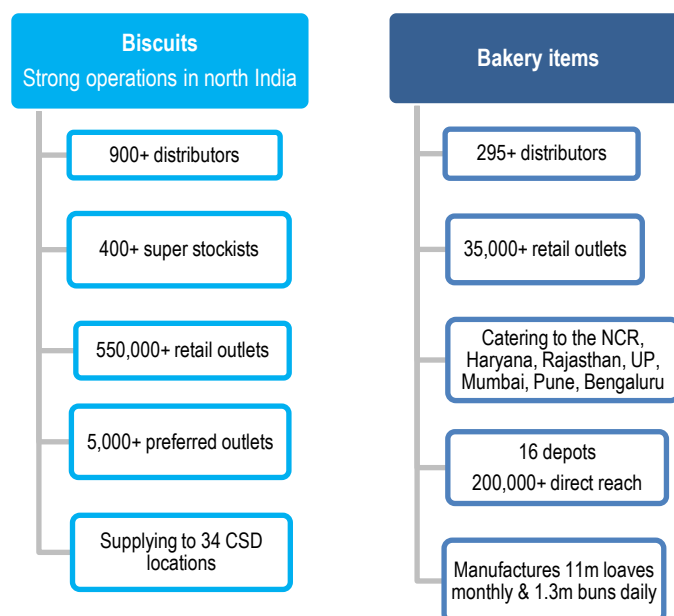 Biscuits
Strong operations in north India
900+ distributors
400+ super stockists
550,000+ retail outlets
5,000+ preferred outlets
Supplying to 34 CSD
locations
Bakery items
295+ distributors
35,000+ retail outlets
Catering to the NCR,
Haryana, Rajasthan, UP,
Mumbai, Pune, Bengaluru
16 depots
200,000+ direct reach
Manufactures 11m loaves
monthly & 1.3m buns daily